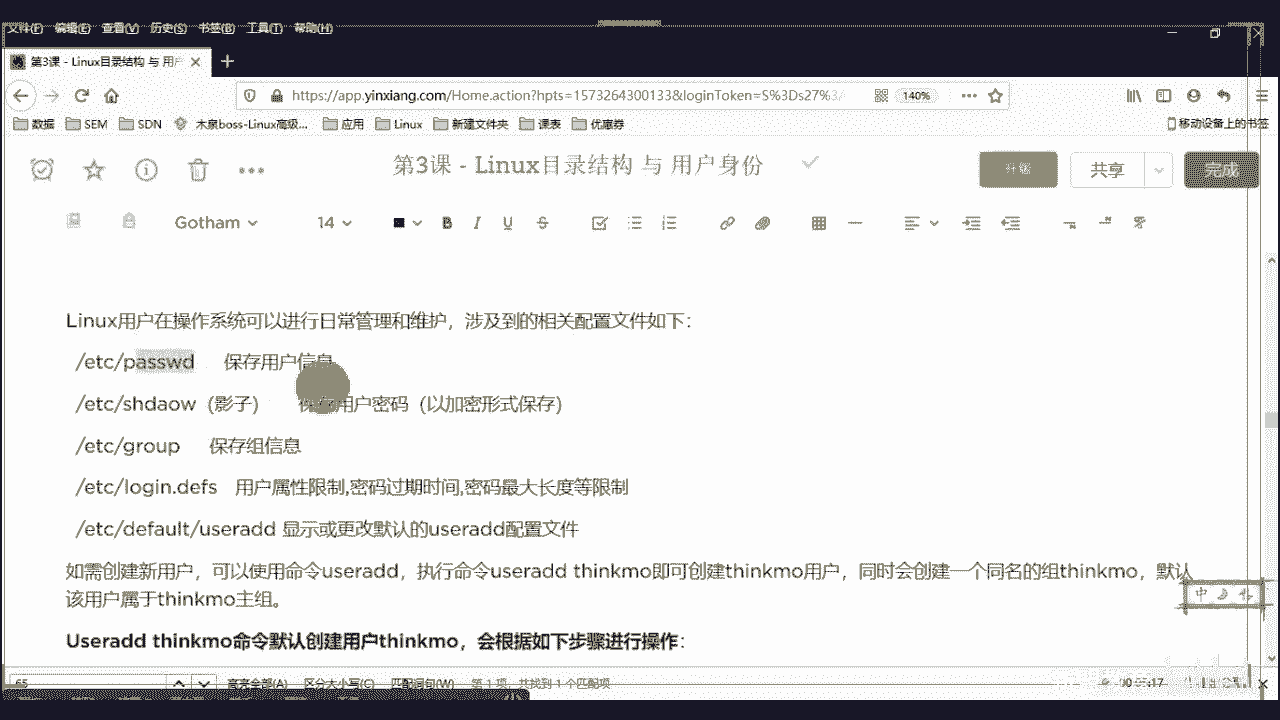 文件(F) 编辑(E) 查看(V) 历史(S) 书签(B) 工具(T) 帮助(H)
第3课 - Linux目录结构 与 用户
https://app.yinxiang.com/Home.action?hpts=1573264300133&loginToken=S%3Ds27%3 140%
数据 SEM SDN 木泉boss-Linux高级... 应用 Linux 新建文件夹 课表 优惠券 移动设备上的书签
第3课 - Linux目录结构 与 用户身份
升级 共享 完成
Gotham 14 B I U S
Linux用户在操作系统可以进行日常管理和维护，涉及到的相关配置文件如下：
/etc/passwd 保存用户信息
/etc/shdaow（影子） 保存用户密码（以加密形式保存）
/etc/group 保存组信息
/etc/login.defs 用户属性限制,密码过期时间,密码最大长度等限制
/etc/default/useradd 显示或更改默认的useradd配置文件
如需创建新用户，可以使用命令useradd，执行命令useradd thinkmo即可创建thinkmo用户，同时会创建一个同名的组thinkmo，默认
该用户属于thinkmo主组。
Useradd thinkmo命令默认创建用户thinkmo，会根据如下步骤进行操作：
中
65 高亮全部(A) 区分大小写(C) 匹配词句(W) 第 1 项，共找到 1 个匹配项